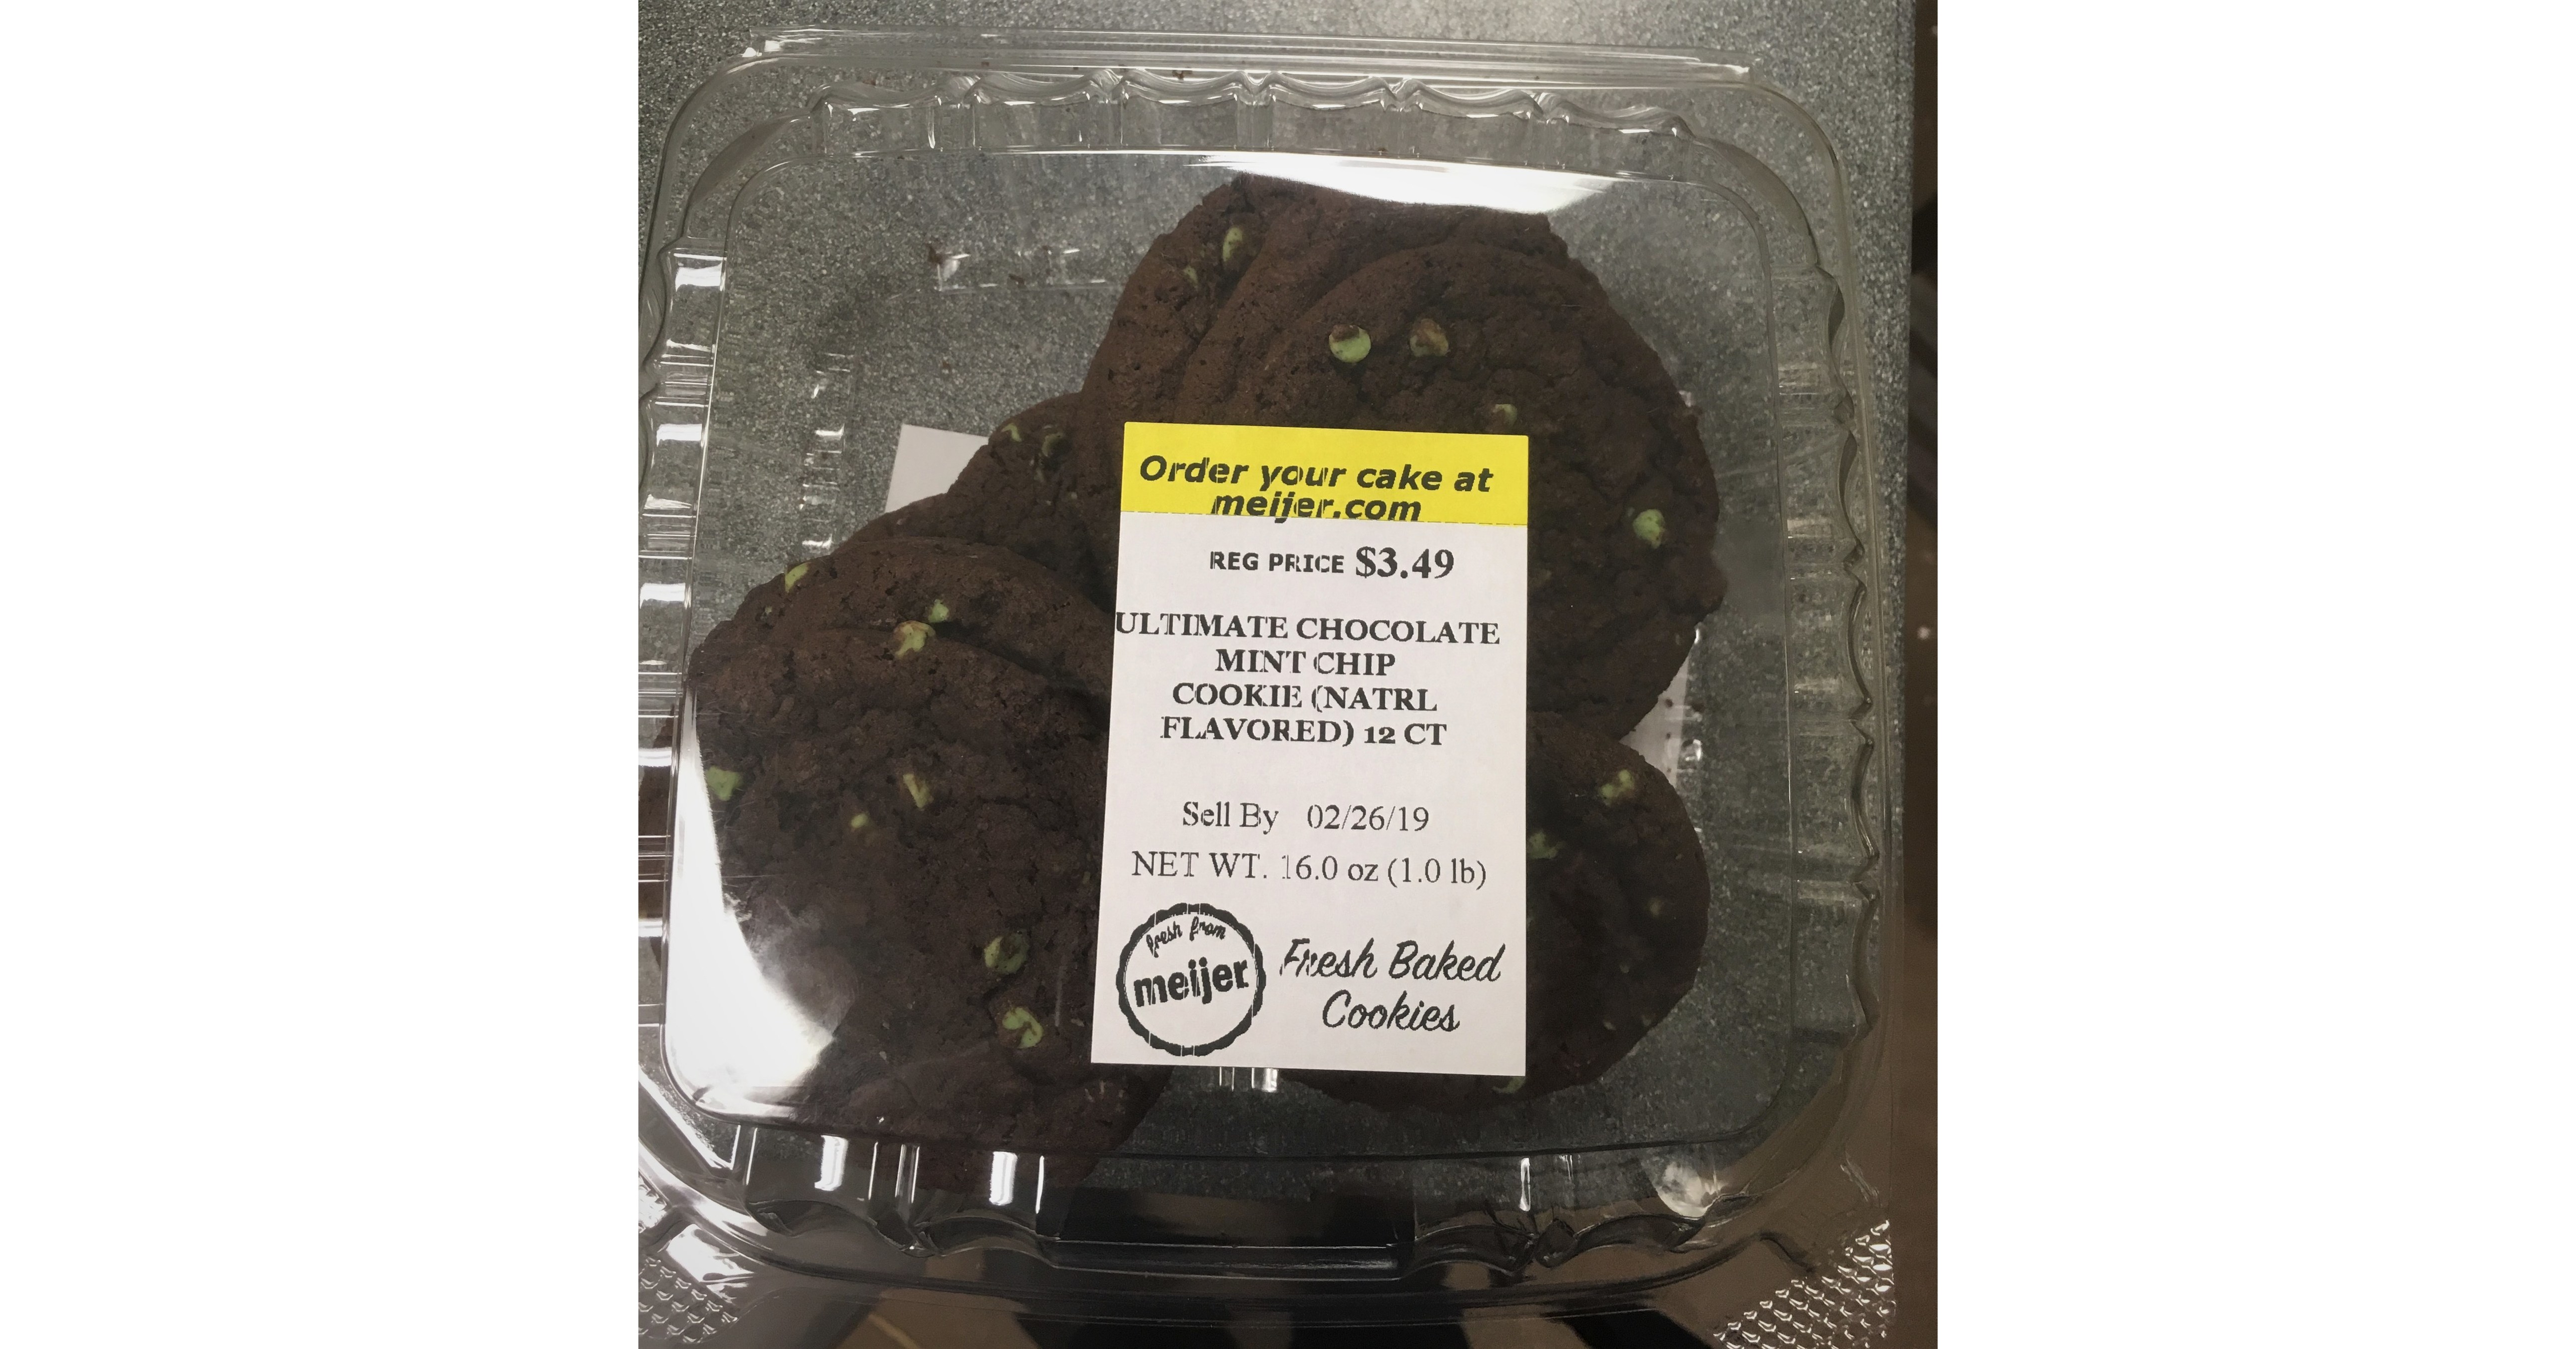 Order your cake at
meijer.com
REG PRICE $3.49
ULTIMATE CHOCOLATE
MINT CHIP
COOKIE (NATRL
FLAVORED) 12 CT
Sell By 02/26/19
NET WT. 16.0 oz (1.0 lb)
fresh from
meijer
Fresh Baked
Cookies